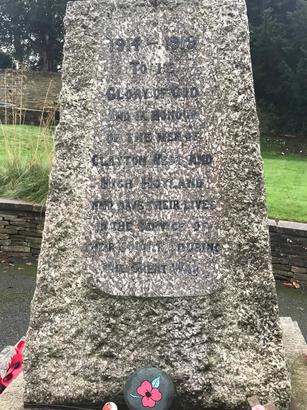 1914 – 1919
TO THE
GLORY OF GOD
AND IN HONOUR
OF THE MEN OF
CLAYTON WEST AND
HIGH HOYLAND
WHO GAVE THEIR LIVES
IN THE SERVICE OF
THEIR COUNTRY DURING
THE GREAT WAR